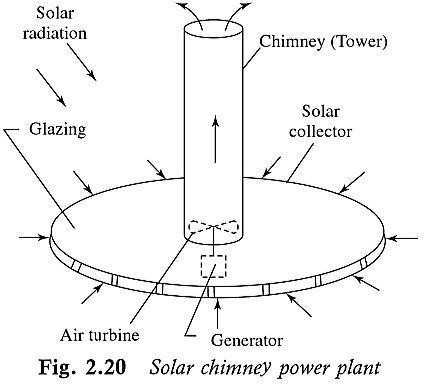 Solar
radiation
Chimney (Tower)
Glazing
Solar
collector
Air turbine
Generator
Fig. 2.20 Solar chimney power plant